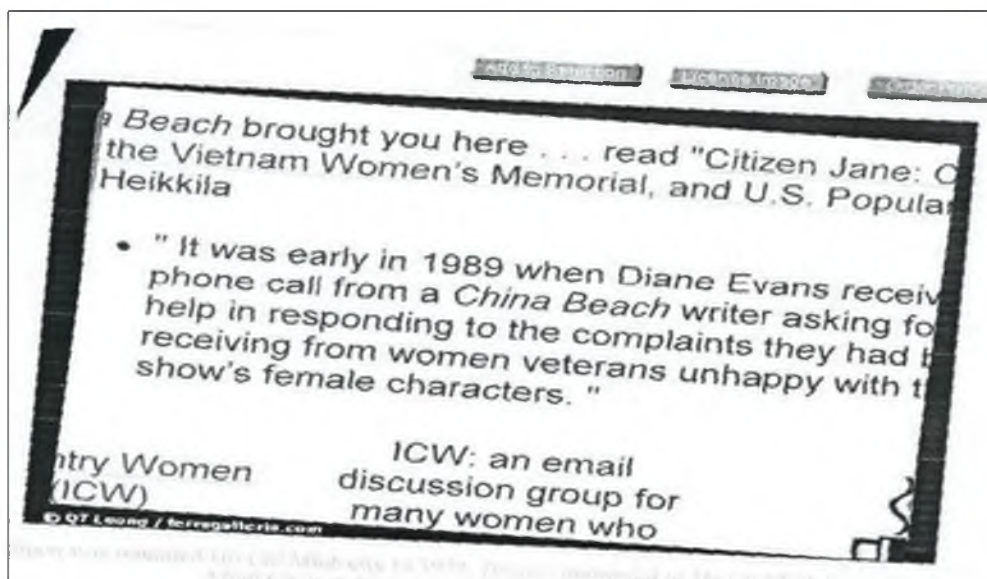 Add to Selection
License Image
a Beach brought you here . . . read "Citizen Jane: C
the Vietnam Women's Memorial, and U.S. Popular
Heikkila
• " It was early in 1989 when Diane Evans receiv
phone call from a China Beach writer asking fo
help in responding to the complaints they had b
receiving from women veterans unhappy with t
show's female characters. "
ntry Women
(ICW)
ICW: an email
discussion group for
many women who
© QT Luong / terragalleria.com